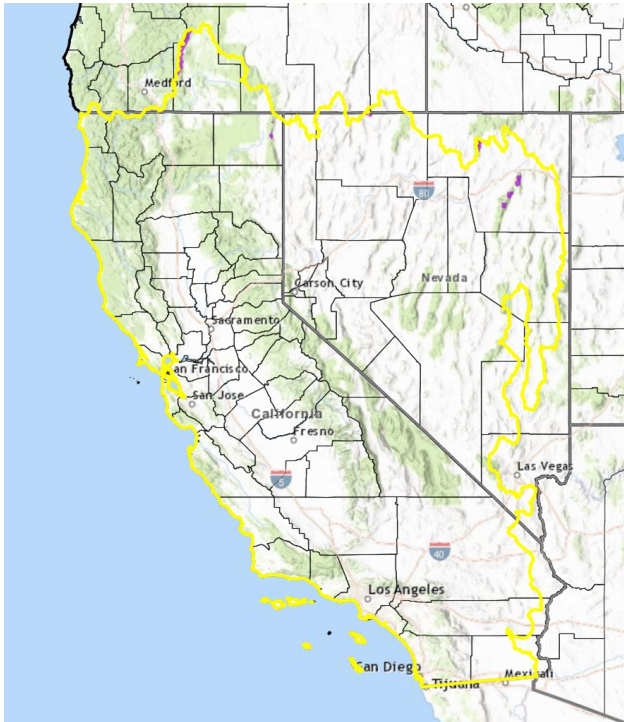 Medford
80
Carson City
Nevada
Sacramento
an Francisco
San Jose
California
Fresno
Las Vegas
5
40
Los Angeles
San Diego
Tijuana
Mexicali